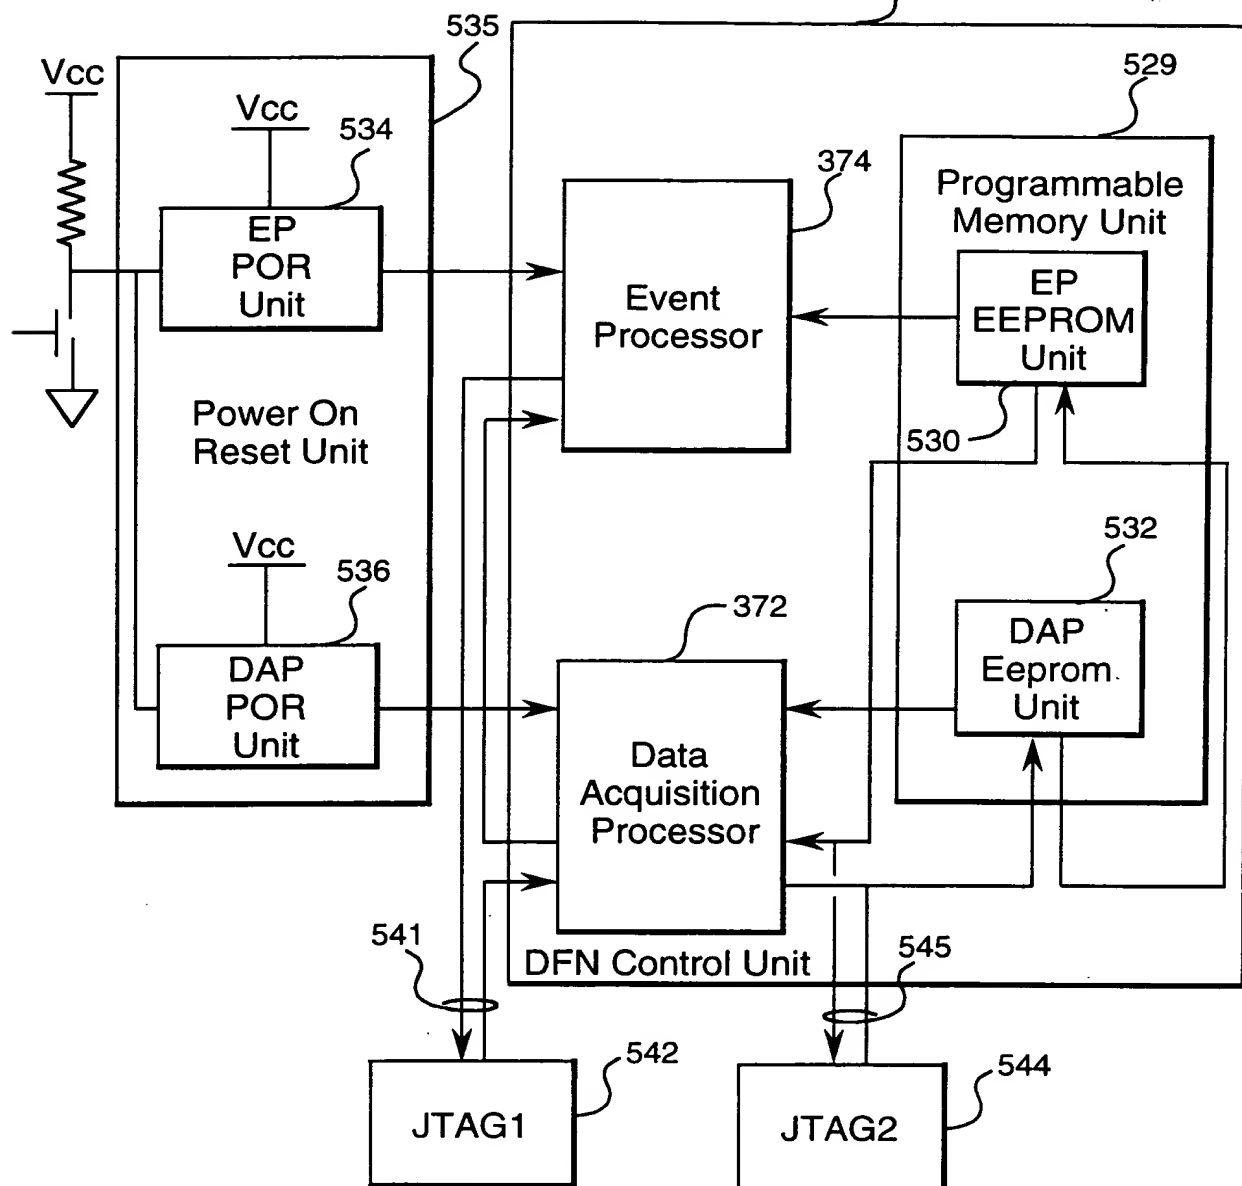 535
529
Vcc
Vcc
534
374
Programmable
Memory Unit
EP
POR
Unit
Event
Processor
EP
EEPROM
Unit
530
Power On
Reset Unit
Vcc
536
532
372
DAP
POR
Unit
DAP
Eeprom
Unit
Data
Acquisition
Processor
541
DFN Control Unit
545
542
544
JTAG1
JTAG2